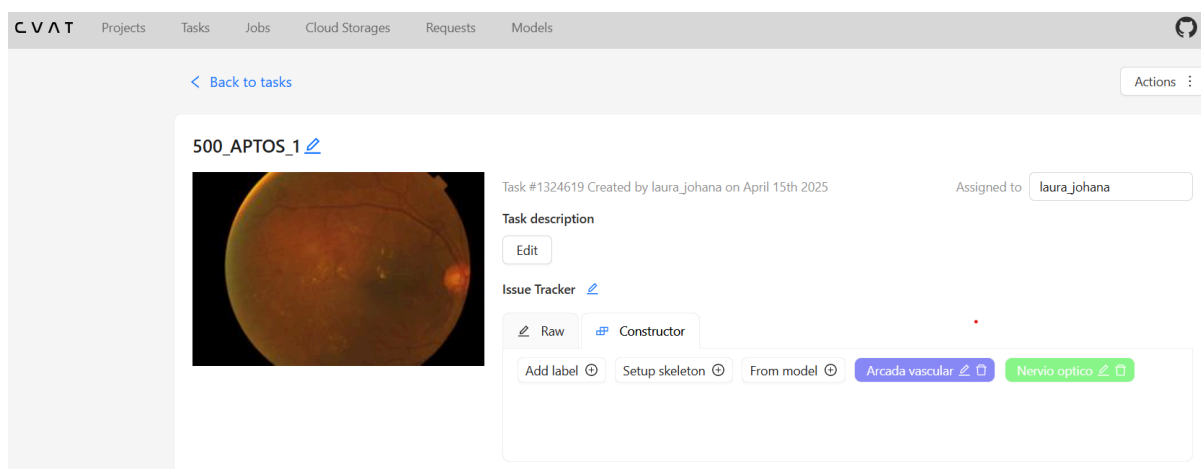 CVAT Projects Tasks Jobs Cloud Storages Requests Models
Back to tasks
Actions
500_APTOS_1
Task #1324619 Created by laura_johana on April 15th 2025 Assigned to laura_johana
Task description
Edit
Issue Tracker
Raw Constructor
Add label Setup skeleton From model Arcada vascular Nervio optico